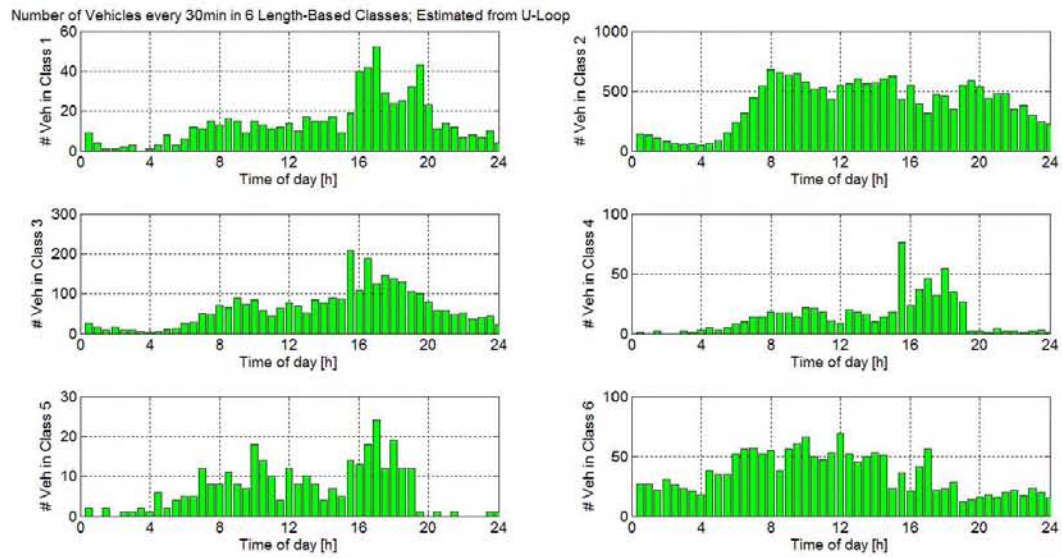 Number of Vehicles every 30min in 6 Length-Based Classes; Estimated from U-Loop
# Veh in Class 1
60
40
20
0
0 4 8 12 16 20 24
Time of day [h]
# Veh in Class 2
1000
500
0
0 4 8 12 16 20 24
Time of day [h]
# Veh in Class 3
300
200
100
0
0 4 8 12 16 20 24
Time of day [h]
# Veh in Class 4
100
50
0
0 4 8 12 16 20 24
Time of day [h]
# Veh in Class 5
30
20
10
0
0 4 8 12 16 20 24
Time of day [h]
# Veh in Class 6
100
50
0
0 4 8 12 16 20 24
Time of day [h]